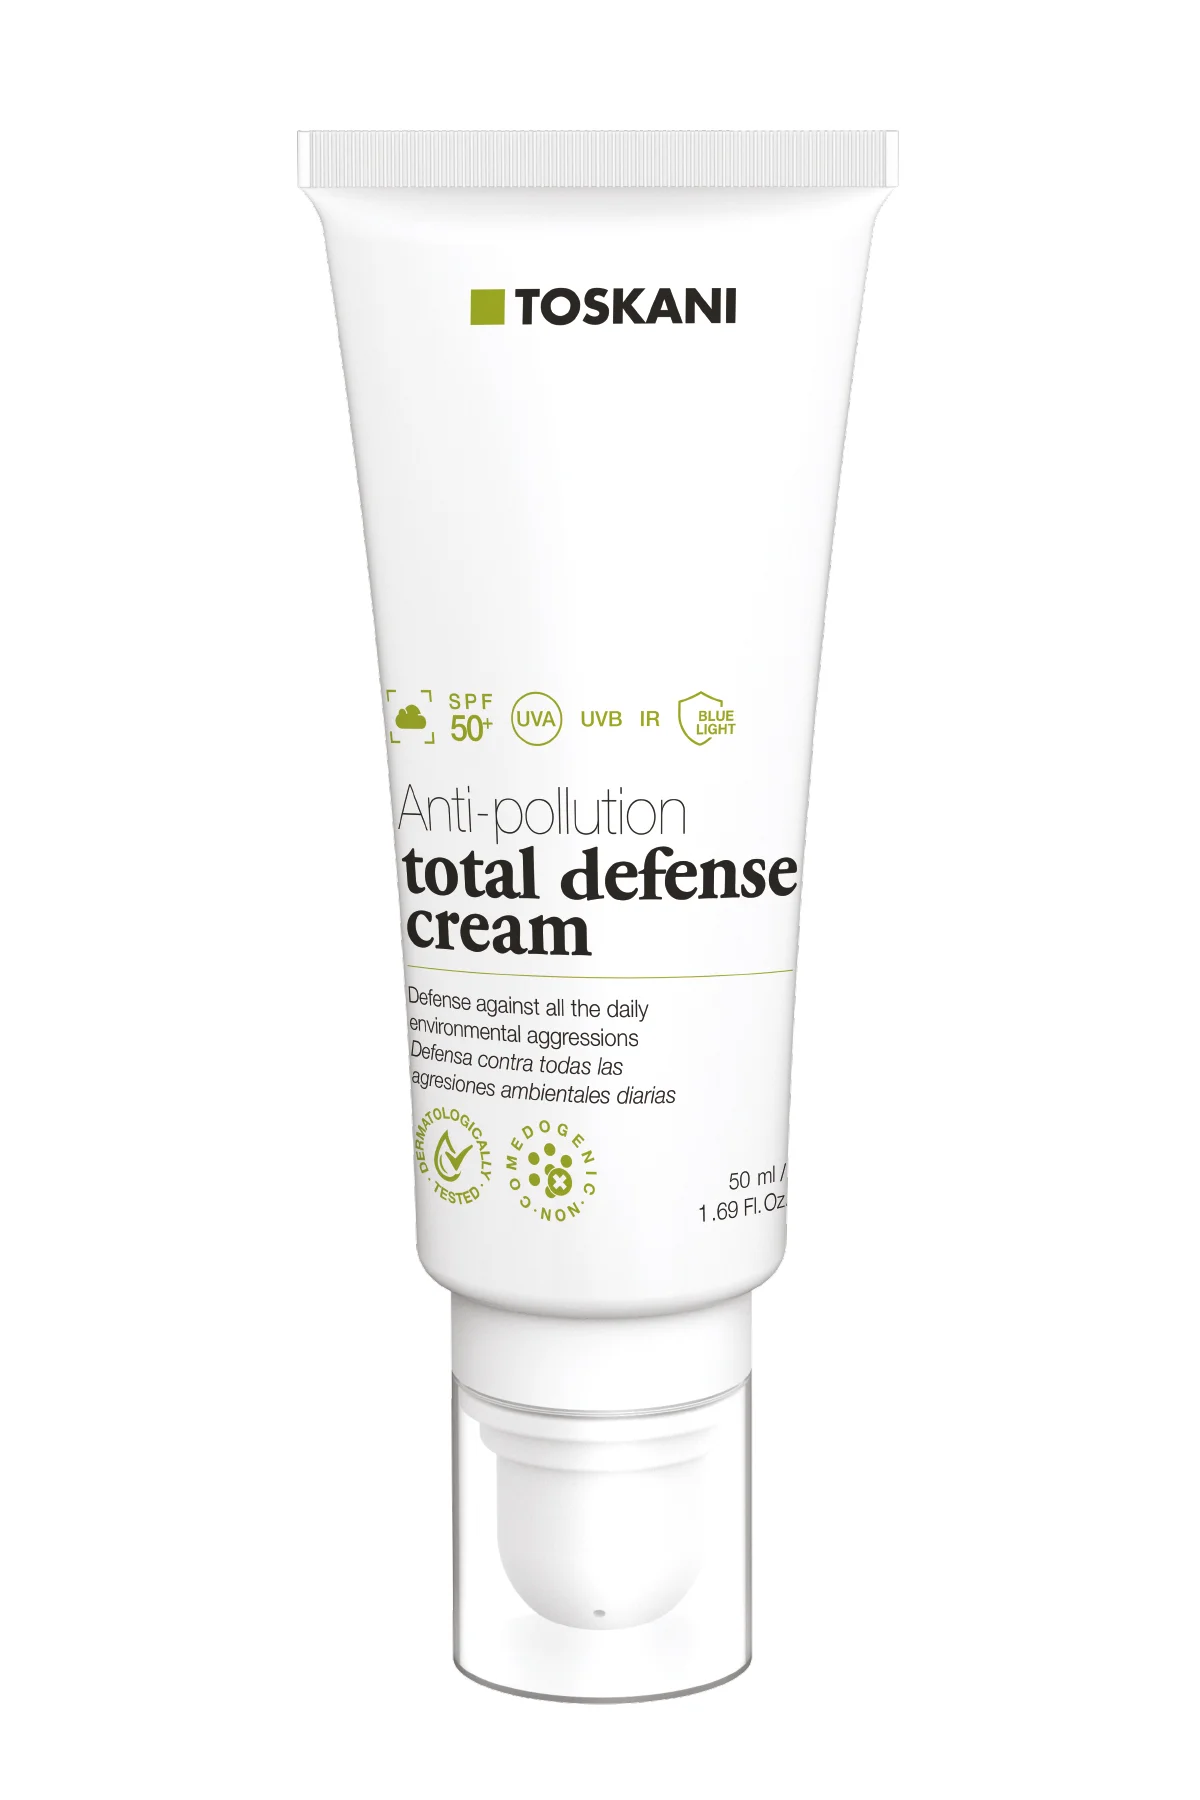 TOSKANI
SPF 50+ UVA UVB IR BLUE LIGHT
Anti-pollution
total defense
cream
Defense against all the daily
environmental aggressions
Defensa contra todas las
agresiones ambientales diarias
DERMATOLOGICALLY · TESTED ·
NON-COMEDOGENIC ·
50 ml /
1.69 Fl. Oz.